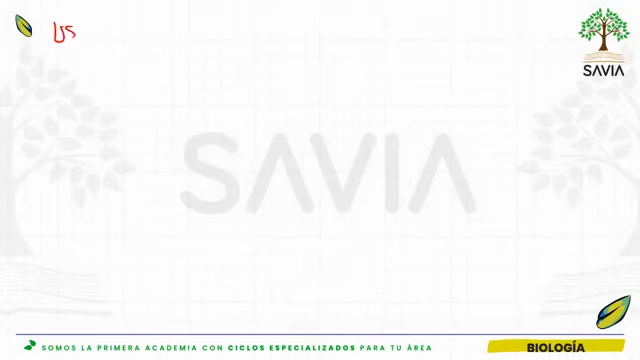 SAVIA
SAVIA
SOMOS LA PRIMERA ACADEMIA CON CICLOS ESPECIALIZADOS PARA TU ÁREA
BIOLOGÍA